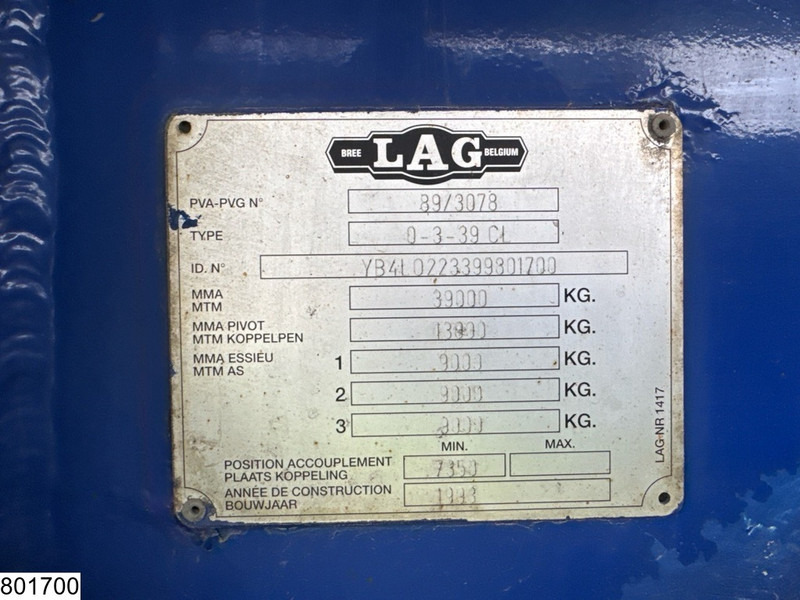 BREE LAG BELGIUM
PVA-PVG N° 89/3078
TYPE 0-3-39 CL
ID. N° YB4L0223399801700
MMA 39000 KG.
MTM
MMA PIVOT KG.
MTM KOPPELPEN
MMA ESSIEU 1 9000 KG.
MTM AS
2 9000 KG.
3 KG.
MIN. MAX.
POSITION ACCOUPLEMENT 7350
PLAATS KOPPELING
ANNÉE DE CONSTRUCTION
BOUWJAAR
LAG-NR 1417
801700